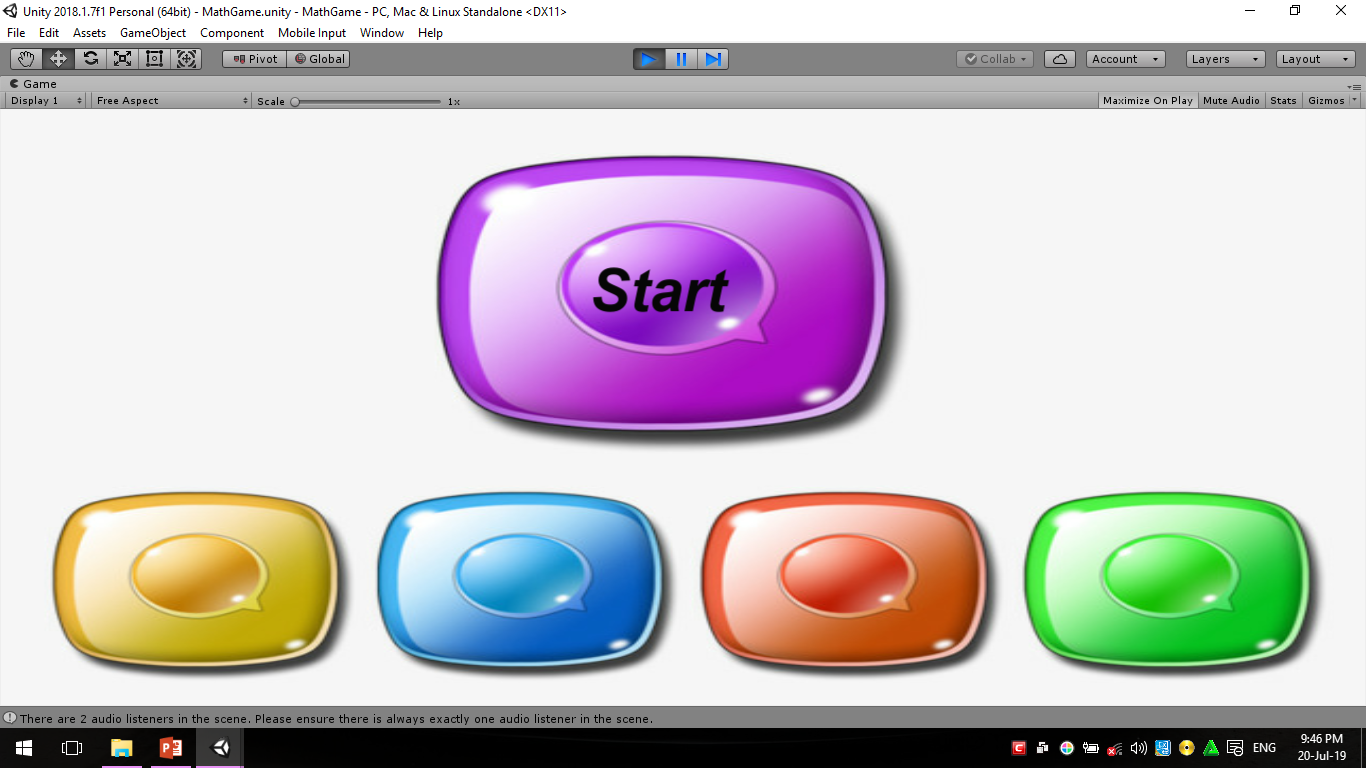 Unity 2018.1.7f1 Personal (64bit) - MathGame.unity - MathGame - PC, Mac & Linux Standalone <DX11>
File Edit Assets GameObject Component Mobile Input Window Help
Pivot Global Collab Account Layers Layout
Game
Display 1 Free Aspect Scale 1x Maximize On Play Mute Audio Stats Gizmos
Start
There are 2 audio listeners in the scene. Please ensure there is always exactly one audio listener in the scene.
ENG 9:46 PM
20-Jul-19